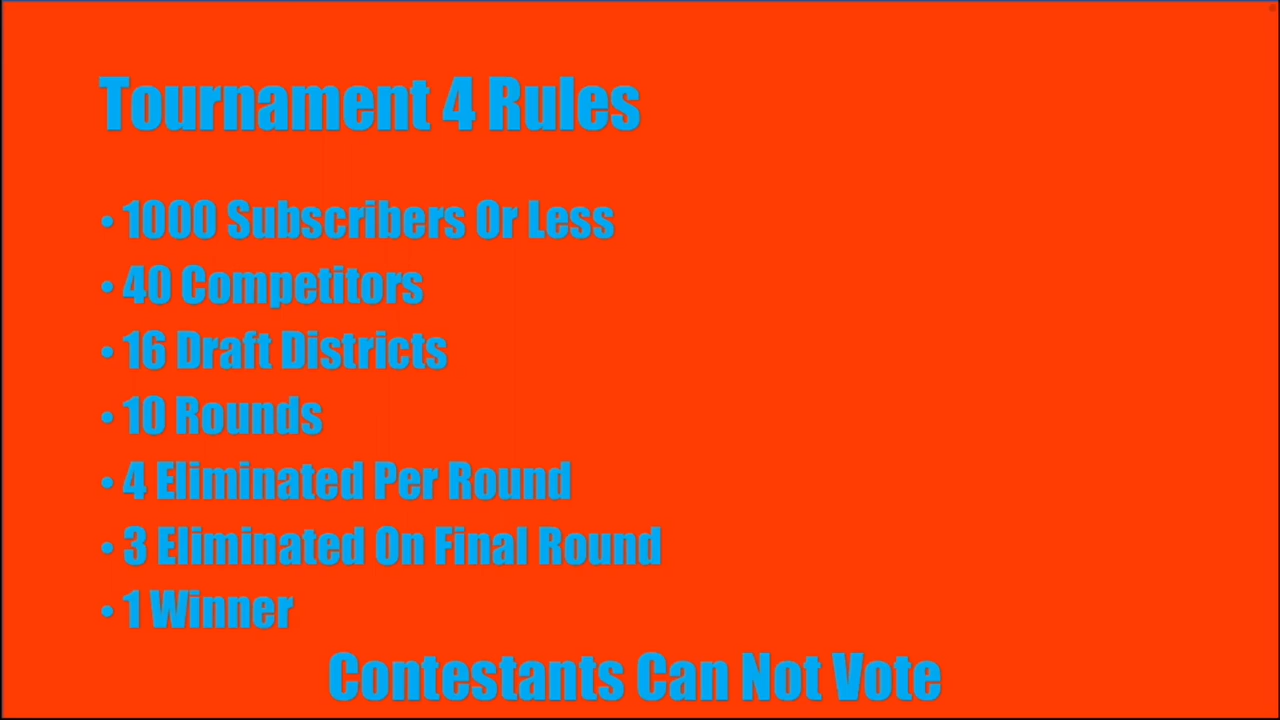 Tournament 4 Rules
• 1000 Subscribers Or Less
• 40 Competitors
• 16 Draft Districts
• 10 Rounds
• 4 Eliminated Per Round
• 3 Eliminated On Final Round
• 1 Winner
Contestants Can Not Vote